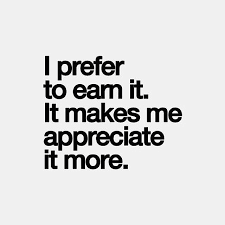 I prefer
to earn it.
It makes me
appreciate
it more.